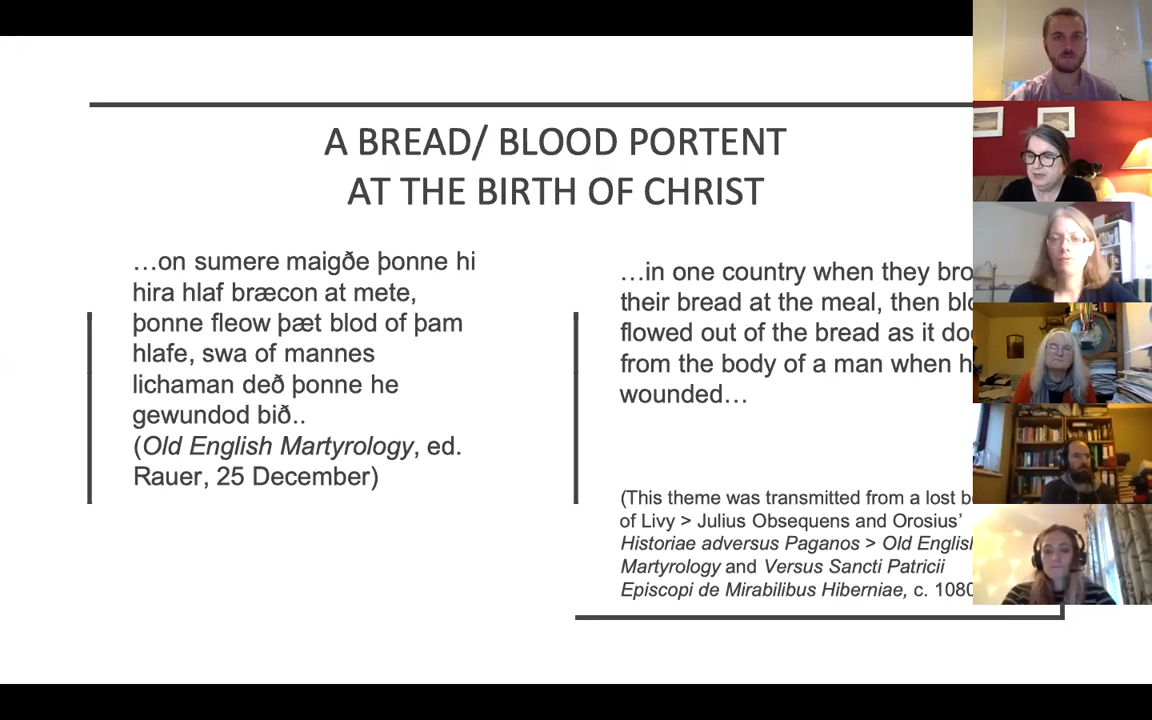 A BREAD/ BLOOD PORTENT
AT THE BIRTH OF CHRIST
…on sumere maigðe þonne hi
hira hlaf bræcon at mete,
þonne fleow þæt blod of þam
hlafe, swa of mannes
lichaman deð þonne he
gewundod bið..
(Old English Martyrology, ed.
Rauer, 25 December)
…in one country when they
their bread at the meal, then
flowed out of the bread as it
from the body of a man when
wounded…
(This theme was transmitted from a lost
of Livy > Julius Obsequens and Orosius’
Historiae adversus Paganos > Old English
Martyrology and Versus Sancti Patricii
Episcopi de Mirabilibus Hiberniae, c. 1080